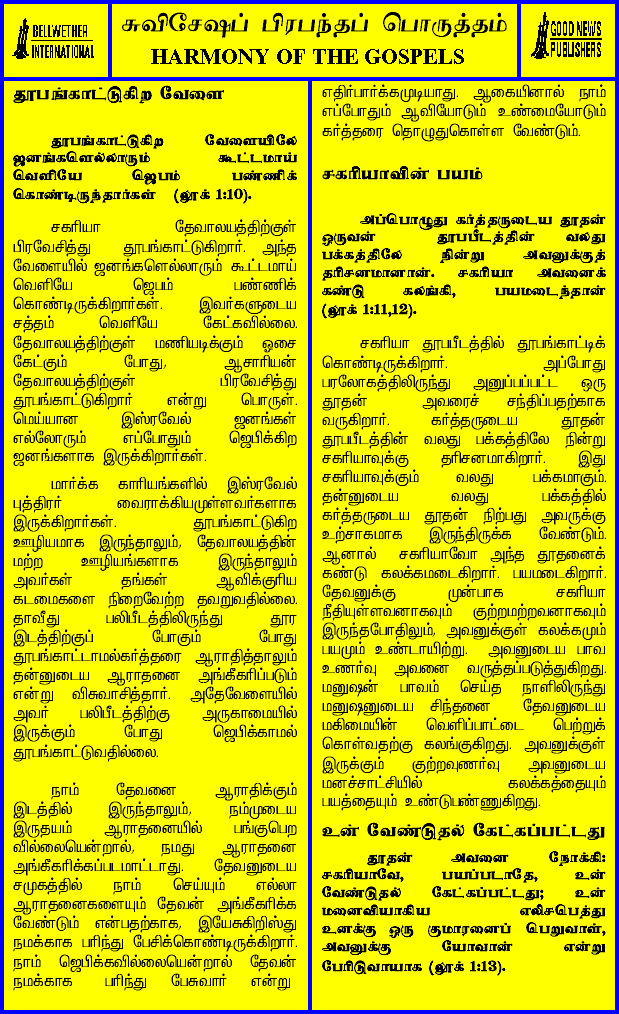 BELLWETHER
INTERNATIONAL
சுவிசேஷப் பிரபந்தப் பொருத்தம்
HARMONY OF THE GOSPELS
GOOD NEWS
PUBLISHERS
தூபங்காட்டுகிற வேளை
தூபங்காட்டுகிற வேளையிலே
ஜனங்களெல்லாரும் கூட்டமாய்
வெளியே ஜெபம் பண்ணிக்
கொண்டிருந்தார்கள் (லூக் 1:10).
சகரியா தேவாலயத்திற்குள்
பிரவேசித்து தூபங்காட்டுகிறார். அந்த
வேளையில் ஜனங்களெல்லாரும் கூட்டமாய்
வெளியே ஜெபம் பண்ணிக்
கொண்டிருக்கிறார்கள். இவர்களுடைய
சத்தம் வெளியே கேட்கவில்லை.
தேவாலயத்திற்குள் மணியடிக்கும் ஓசை
கேட்கும் போது, ஆசாரியன்
தேவாலயத்திற்குள் பிரவேசித்து
தூபங்காட்டுகிறார் என்று பொருள்.
மெய்யான இஸ்ரவேல் ஜனங்கள்
எல்லோரும் எப்போதும் ஜெபிக்கிற
ஜனங்களாக இருக்கிறார்கள்.
மார்க்க காரியங்களில் இஸ்ரவேல்
புத்திரர் வைராக்கியமுள்ளவர்களாக
இருக்கிறார்கள். தூபங்காட்டுகிற
ஊழியமாக இருந்தாலும், தேவாலயத்தின்
மற்ற ஊழியங்களாக இருந்தாலும்
அவர்கள் தங்கள் ஆவிக்குரிய
கடமைகளை நிறைவேற்ற தவறுவதில்லை.
தாவீது பலிபீடத்திலிருந்து தூர
இடத்திற்குப் போகும் போது
தூபங்காட்டாமல்கர்த்தரை ஆராதித்தாலும்
தன்னுடைய ஆராதனை அங்கீகரிப்படும்
என்று விசுவாசித்தார். அதேவேளையில்
அவர் பலிபீடத்திற்கு அருகாமையில்
இருக்கும் போது ஜெபிக்காமல்
தூபங்காட்டுவதில்லை.
நாம் தேவனை ஆராதிக்கும்
இடத்தில் இருந்தாலும், நம்முடைய
இருதயம் ஆராதனையில் பங்குபெற
வில்லையென்றால், நமது ஆராதனை
அங்கீகரிக்கப்படமாட்டாது. தேவனுடைய
சமுகத்தில் நாம் செய்யும் எல்லா
ஆராதனைகளையும் தேவன் அங்கீகரிக்க
வேண்டும் என்பதற்காக, இயேசுகிறிஸ்து
நமக்காக பரிந்து பேசிக்கொண்டிருக்கிறார்.
நாம் ஜெபிக்கவில்லையென்றால் தேவன்
நமக்காக பரிந்து பேசுவார் என்று
எதிர்பார்க்கமுடியாது. ஆகையினால் நாம்
எப்போதும் ஆவியோடும் உண்மையோடும்
கர்த்தரை தொழுதுகொள்ள வேண்டும்.
சகரியாவின் பயம்
அப்பொழுது கர்த்தருடைய தூதன்
ஒருவன் தூபபீடத்தின் வலது
பக்கத்திலே நின்று அவனுக்குத்
தரிசனமானான். சகரியா அவனைக்
கண்டு கலங்கி, பயமடைந்தான்
(லூக் 1:11,12).
சகரியா தூபபீடத்தில் தூபங்காட்டிக்
கொண்டிருக்கிறார். அப்போது
பரலோகத்திலிருந்து அனுப்பப்பட்ட ஒரு
தூதன் அவரைச் சந்திப்பதற்காக
வருகிறார். கர்த்தருடைய தூதன்
தூபபீடத்தின் வலது பக்கத்திலே நின்று
சகரியாவுக்கு தரிசனமாகிறார். இது
சகரியாவுக்கும் வலது பக்கமாகும்.
தன்னுடைய வலது பக்கத்தில்
கர்த்தருடைய தூதன் நிற்பது அவருக்கு
உற்சாகமாக இருந்திருக்க வேண்டும்.
ஆனால் சகரியாவோ அந்த தூதனைக்
கண்டு கலக்கமடைகிறார். பயமடைகிறார்.
தேவனுக்கு முன்பாக சகரியா
நீதியுள்ளவனாகவும் குற்றமற்றவனாகவும்
இருந்தபோதிலும், அவனுக்குள் கலக்கமும்
பயமும் உண்டாயிற்று. அவனுடைய பாவ
உணர்வு அவனை வருத்தப்படுத்துகிறது.
மனுஷன் பாவம் செய்த நாளிலிருந்து
மனுஷனுடைய சிந்தனை தேவனுடைய
மகிமையின் வெளிப்பாட்டை பெற்றுக்
கொள்வதற்கு கலங்குகிறது. அவனுக்குள்
இருக்கும் குற்றவுணர்வு அவனுடைய
மனச்சாட்சியில் கலக்கத்தையும்
பயத்தையும் உண்டுபண்ணுகிறது.
உன் வேண்டுதல் கேட்கப்பட்டது
தூதன் அவனை நோக்கி:
சகரியாவே, பயப்படாதே, உன்
வேண்டுதல் கேட்கப்பட்டது; உன்
மனைவியாகிய எலிசபெத்து
உனக்கு ஒரு குமாரனைப் பெறுவாள்,
அவனுக்கு யோவான் என்று
பேரிடுவாயாக (லூக் 1:13).